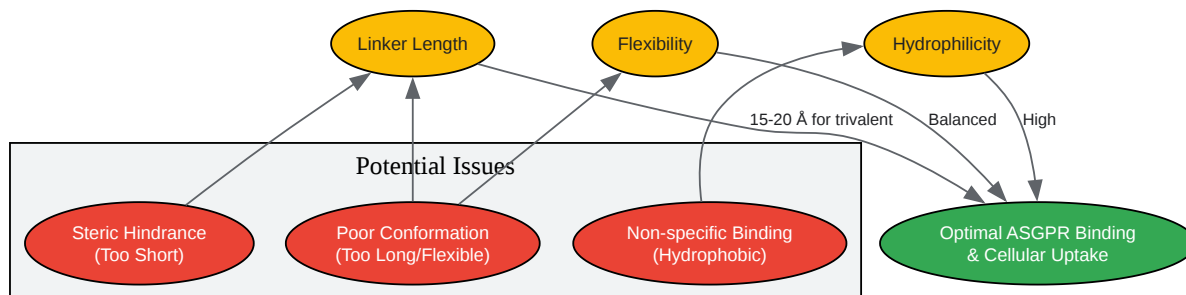 Linker Length
Flexibility
Hydrophilicity
15-20 Å for trivalent
Balanced
High
Potential Issues
Steric Hindrance
(Too Short)
Poor Conformation
(Too Long/Flexible)
Non-specific Binding
(Hydrophobic)
Optimal ASGPR Binding
& Cellular Uptake